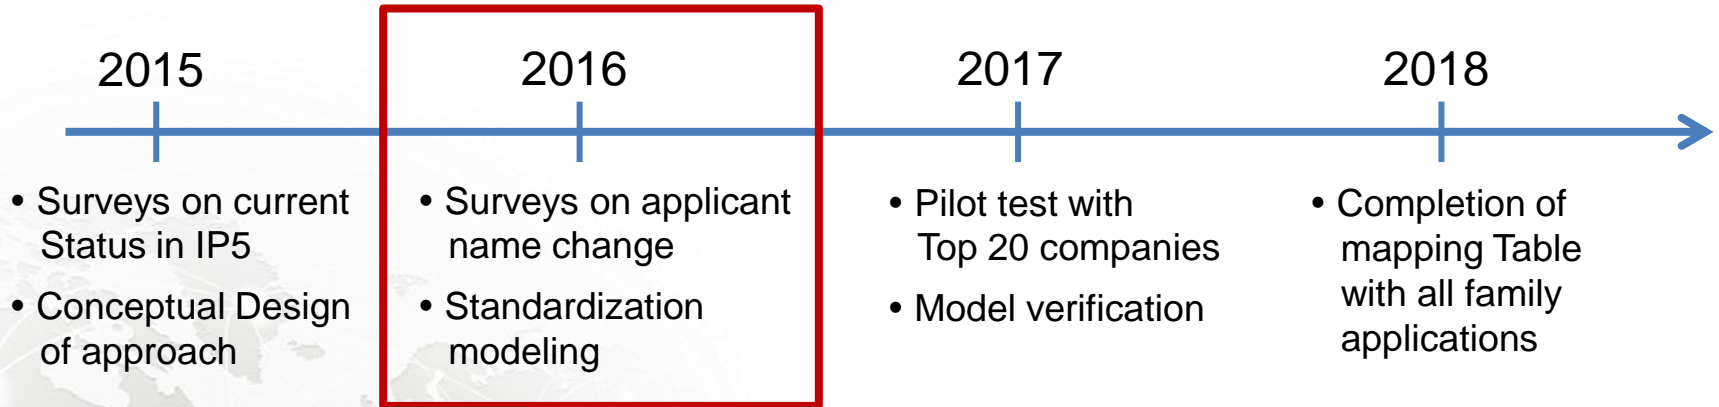 2015
• Surveys on current
Status in IP5
• Conceptual Design
of approach
2016
• Surveys on applicant
name change
• Standardization
modeling
2017
• Pilot test with
Top 20 companies
• Model verification
2018
• Completion of
mapping Table
with all family
applications